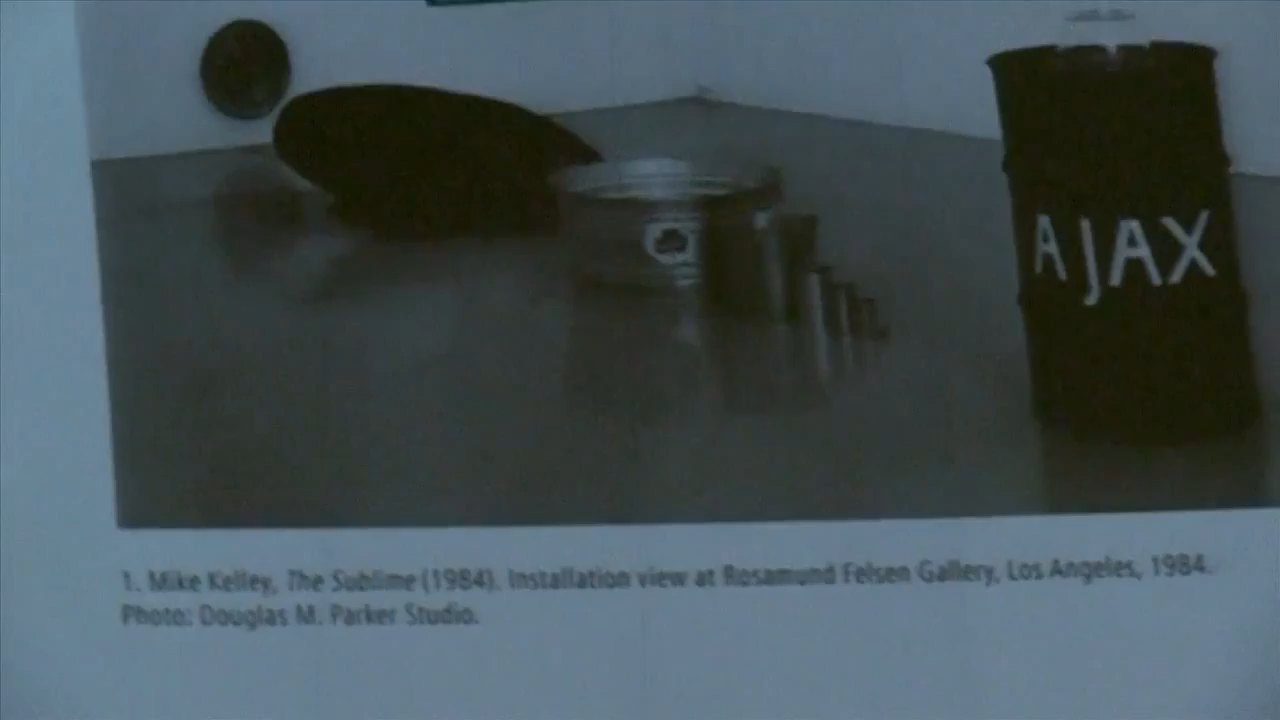 AJAX
1. Mike Kelley, The Sublime (1984). Installation view at Rosamund Felsen Gallery, Los Angeles, 1984.
Photo: Douglas M. Parker Studio.